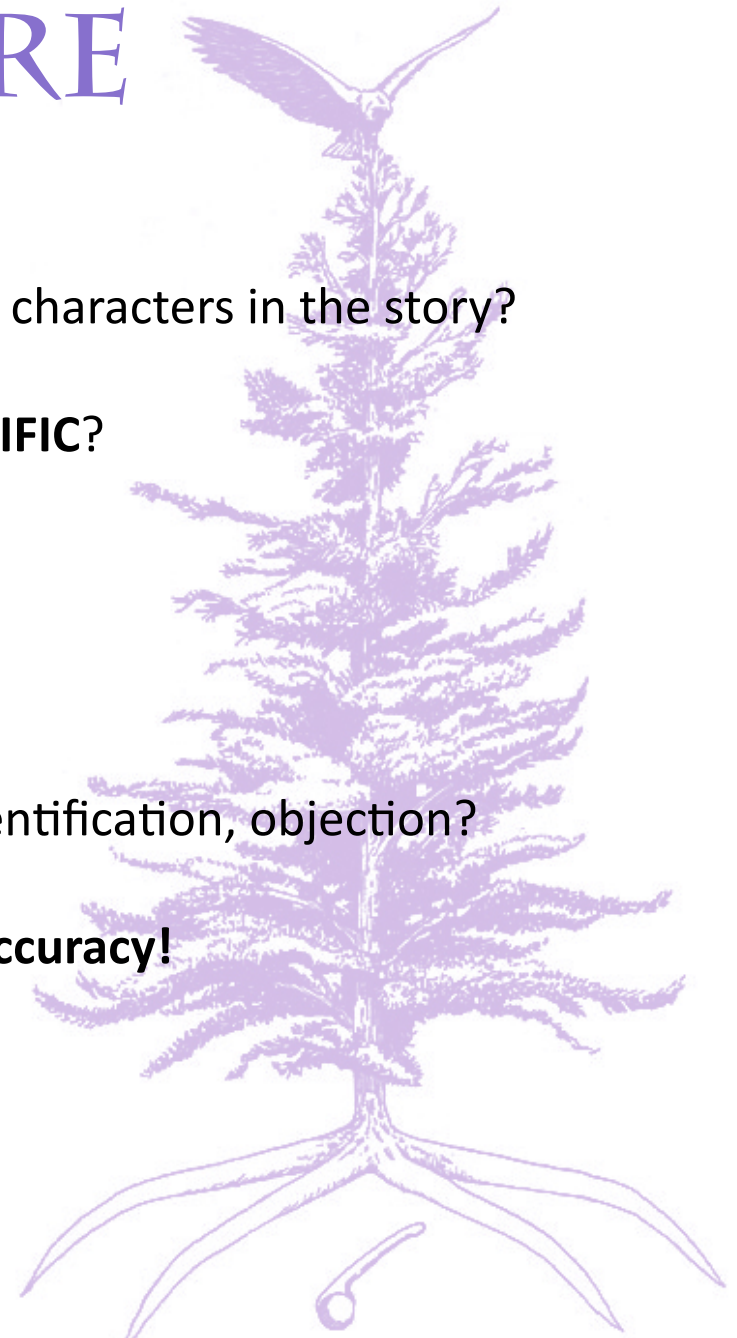 RE
characters in the story?
IFIC?
entification, objection?
ccuracy!